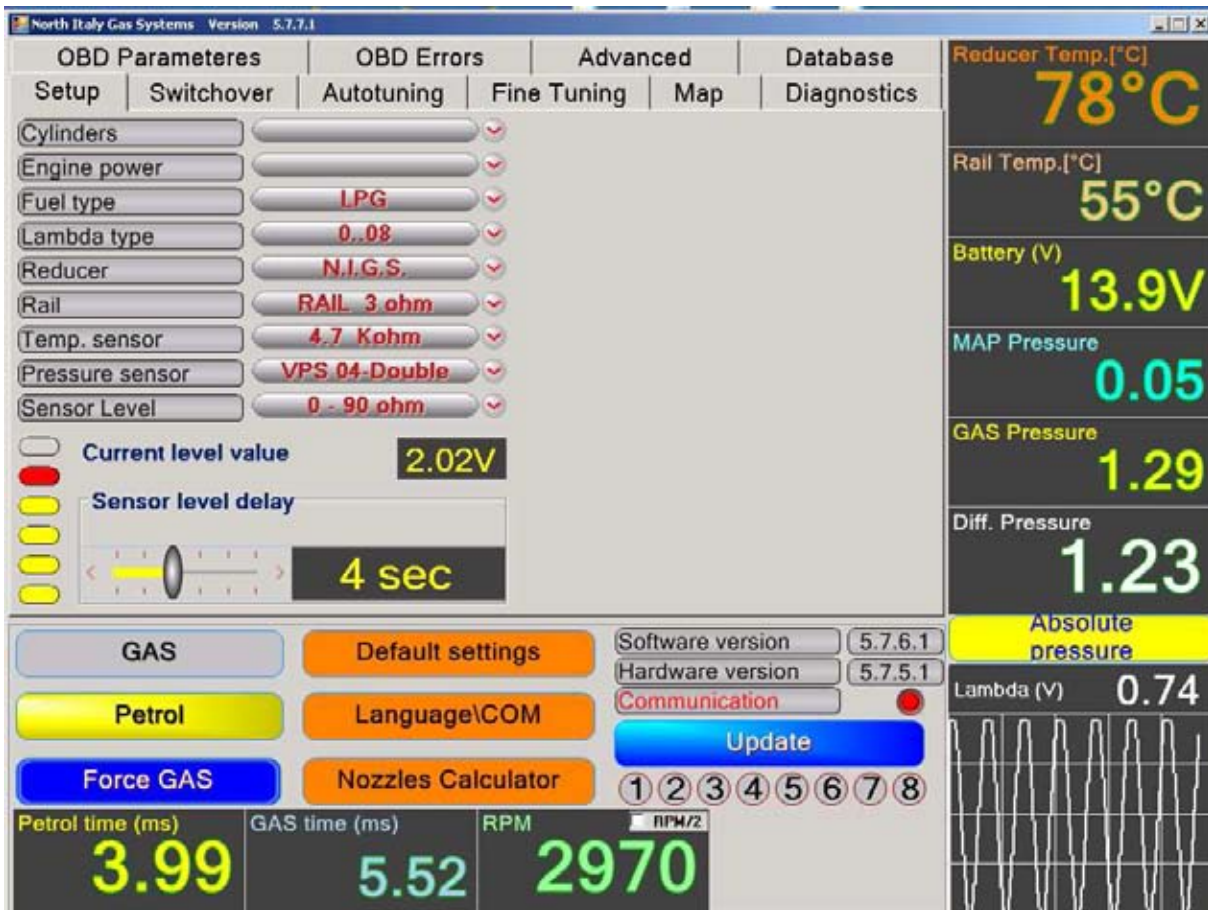 North Italy Gas Systems Version 5.7.7.1
OBD Parameteres OBD Errors Advanced Database
Setup Switchover Autotuning Fine Tuning Map Diagnostics
Cylinders
Engine power
Fuel type LPG
Lambda type 0..08
Reducer N.I.G.S.
Rail RAIL 3 ohm
Temp. sensor 4.7 Kohm
Pressure sensor VPS 04-Double
Sensor Level 0 - 90 ohm
Current level value 2.02V
Sensor level delay
4 sec
Reducer Temp.[°C]
78°C
Rail Temp.[°C]
55°C
Battery (V)
13.9V
MAP Pressure
0.05
GAS Pressure
1.29
Diff. Pressure
1.23
Absolute
pressure
Lambda (V) 0.74
GAS Default settings
Petrol Language\COM
Force GAS Nozzles Calculator
Software version 5.7.6.1
Hardware version 5.7.5.1
Communication
Update
1 2 3 4 5 6 7 8
Petrol time (ms)
3.99
GAS time (ms)
5.52
RPM RPM/2
2970